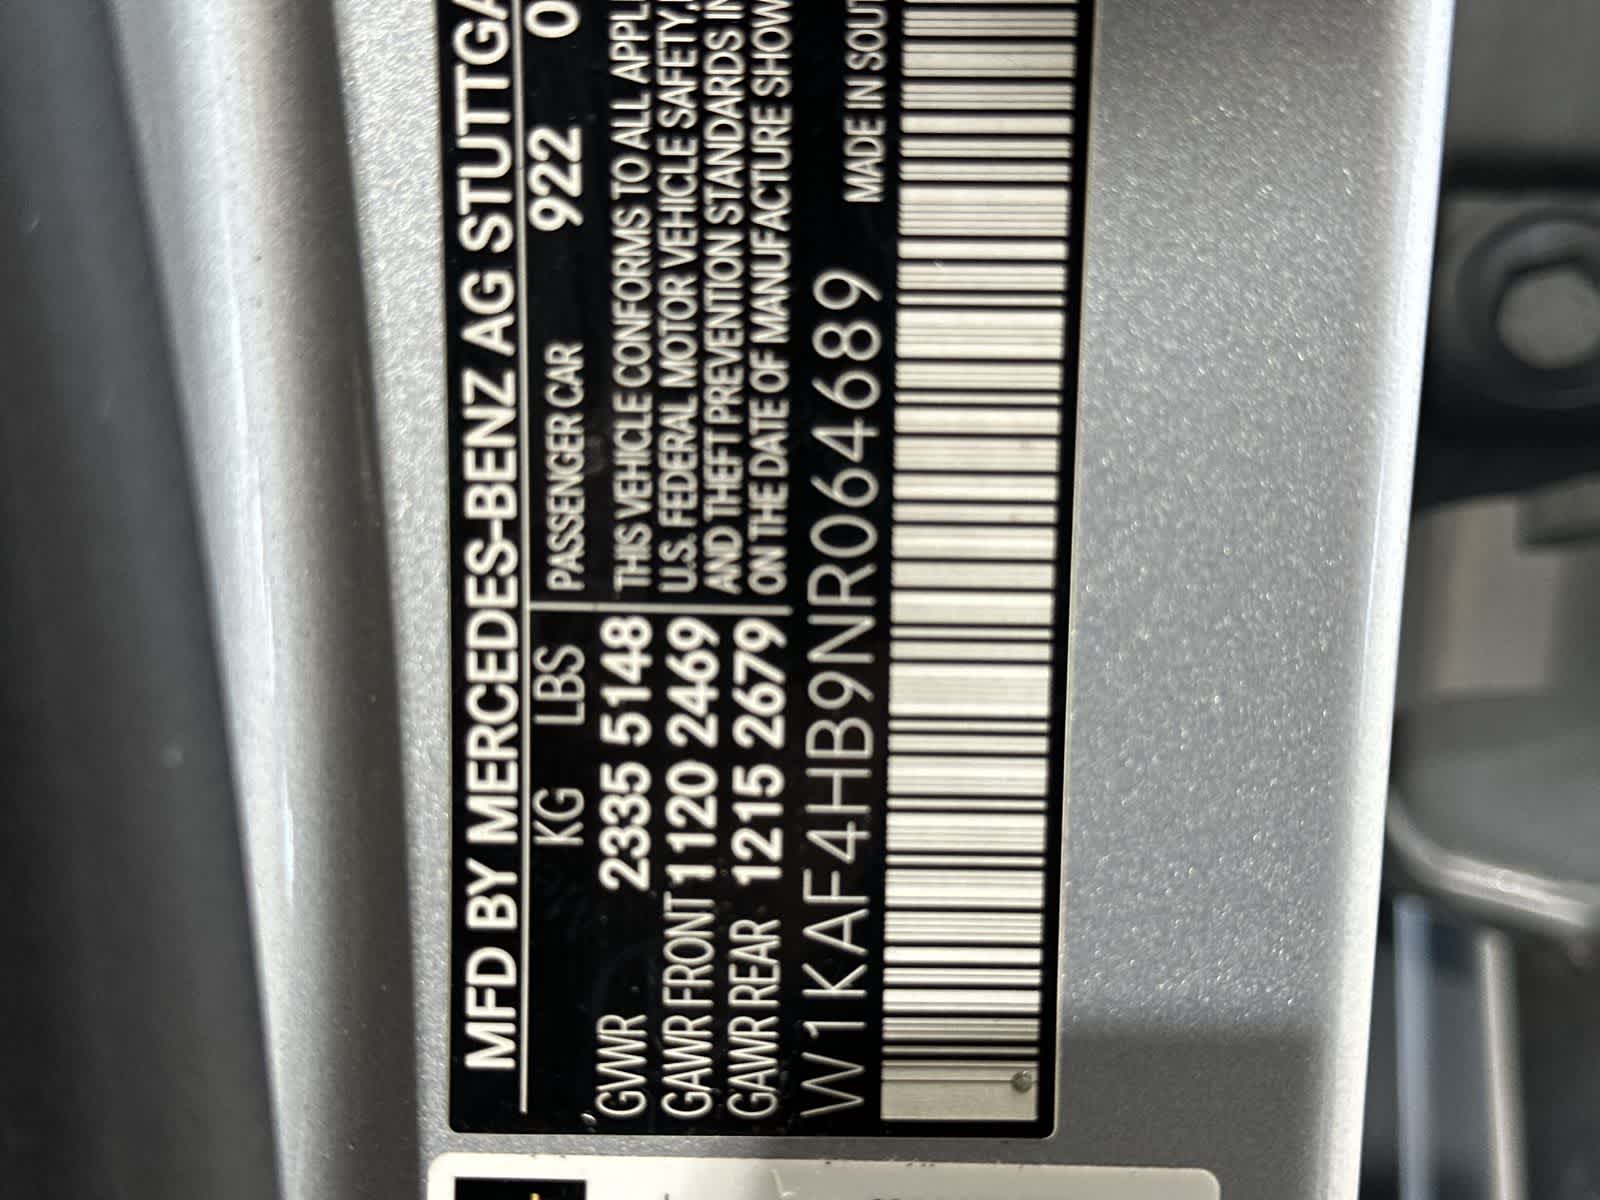 MFD BY MERCEDES-BENZ AG STUTTGA
KG LBS
GVWR 2335 5148
GAWR FRONT 1120 2469
GAWR REAR 1215 2679
PASSENGER CAR 922 0
THIS VEHICLE CONFORMS TO ALL APPL
U.S. FEDERAL MOTOR VEHICLE SAFETY,
AND THEFT PREVENTION STANDARDS IN
ON THE DATE OF MANUFACTURE SHOW
MADE IN SOUT
W1KAF4HB9NR064689